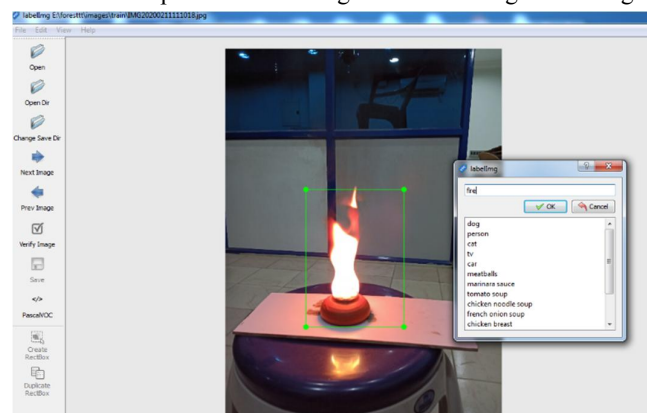 labelImg E:\foresttt\images\train\IMG20200211111018.jpg
File Edit View Help
Open
Open Dir
Change Save Dir
Next Image
Prev Image
Verify Image
Save
</>
PascalVOC
Create
RectBox
Duplicate
RectBox
labelImg
fire
OK Cancel
dog
person
cat
tv
car
meatballs
marinara sauce
tomato soup
chicken noodle soup
french onion soup
chicken breast